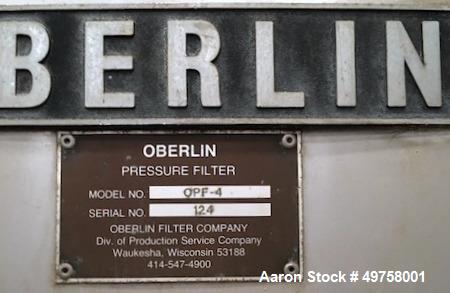 BERLIN
OBERLIN
PRESSURE FILTER
MODEL NO. OPF-4
SERIAL NO. 124
OBERLIN FILTER COMPANY
Div. of Production Service Company
Waukesha, Wisconsin 53188
414-547-4900
Aaron Stock # 49758001